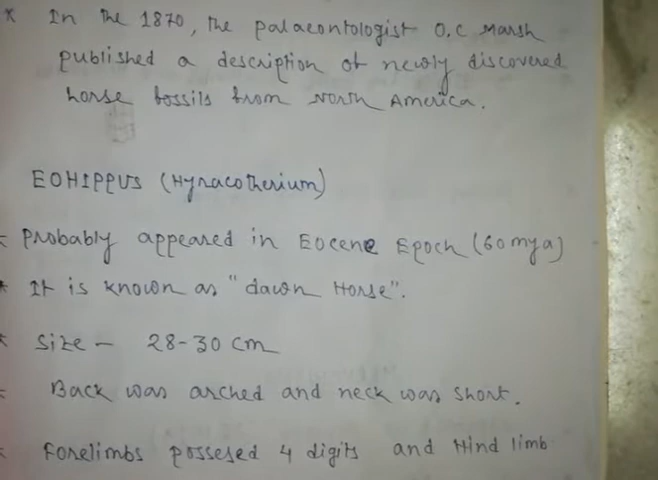 * In the 1870, the palaeontologist O.C Marsh
published a description of newly discovered
horse fossils from North America.
EOHIPPUS (Hyracotherium)
Probably appeared in Eocene Epoch (60 mya)
* It is known as "dawn Horse".
* Size - 28-30 cm
Back was arched and neck was short.
Forelimbs possesed 4 digits and Hind limb